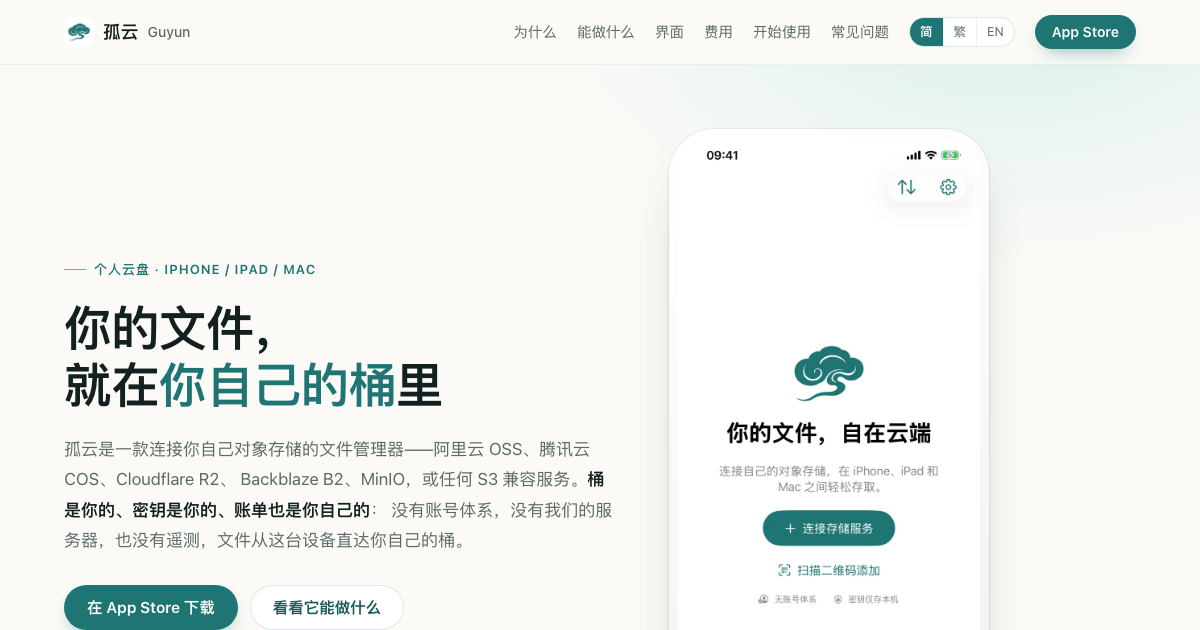 孤云 Guyun
为什么 能做什么 界面 费用 开始使用 常见问题 简 繁 EN App Store
个人云盘 · IPHONE / IPAD / MAC
你的文件，
就在你自己的桶里
孤云是一款连接你自己对象存储的文件管理器——阿里云 OSS、腾讯云
COS、Cloudflare R2、 Backblaze B2、MinIO，或任何 S3 兼容服务。桶
是你的、密钥是你的、账单也是你自己的： 没有账号体系，没有我们的服
务器，也没有遥测，文件从这台设备直达你自己的桶。
在 App Store 下载 看看它能做什么
09:41
你的文件，自在云端
连接自己的对象存储，在 iPhone、iPad 和
Mac 之间轻松存取。
＋ 连接存储服务
扫描二维码添加
无账号体系 密钥仅存本机